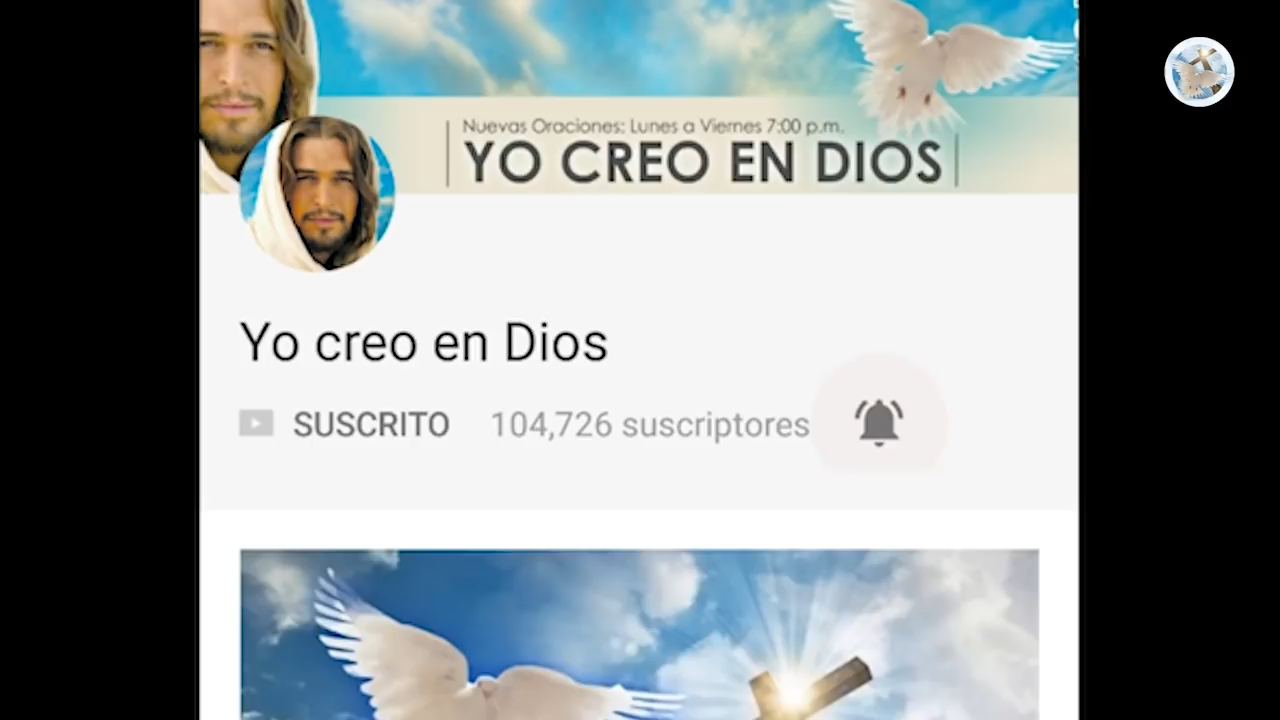 Nuevas Oraciones: Lunes a Viernes 7:00 p.m.
YO CREO EN DIOS
Yo creo en Dios
SUSCRITO 104,726 suscriptores